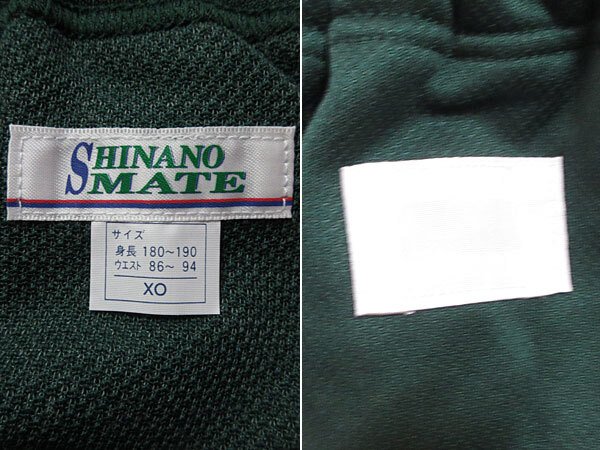 SHINANO
MATE
サイズ
身長 180～190
ウエスト 86～ 94
XO